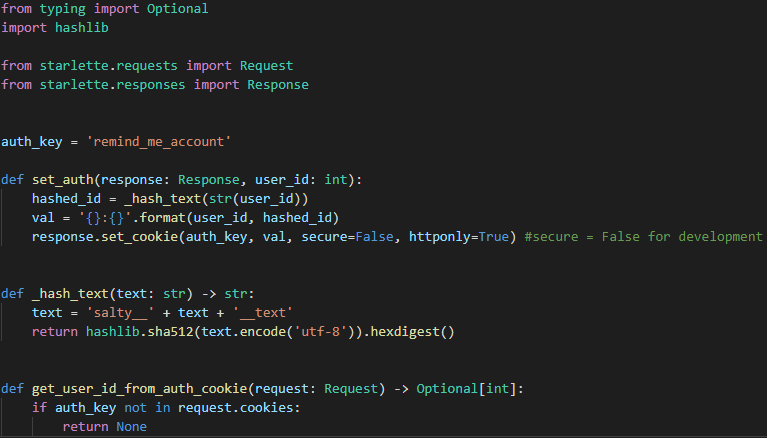 from typing import Optional
import hashlib
from starlette.requests import Request
from starlette.responses import Response
auth_key = 'remind_me_account'
def set_auth(response: Response, user_id: int):
    hashed_id = _hash_text(str(user_id))
    val = '{}:{}'.format(user_id, hashed_id)
    response.set_cookie(auth_key, val, secure=False, httponly=True) #secure = False for development
def _hash_text(text: str) -> str:
    text = 'salty__' + text + '__text'
    return hashlib.sha512(text.encode('utf-8')).hexdigest()
def get_user_id_from_auth_cookie(request: Request) -> Optional[int]:
    if auth_key not in request.cookies:
        return None